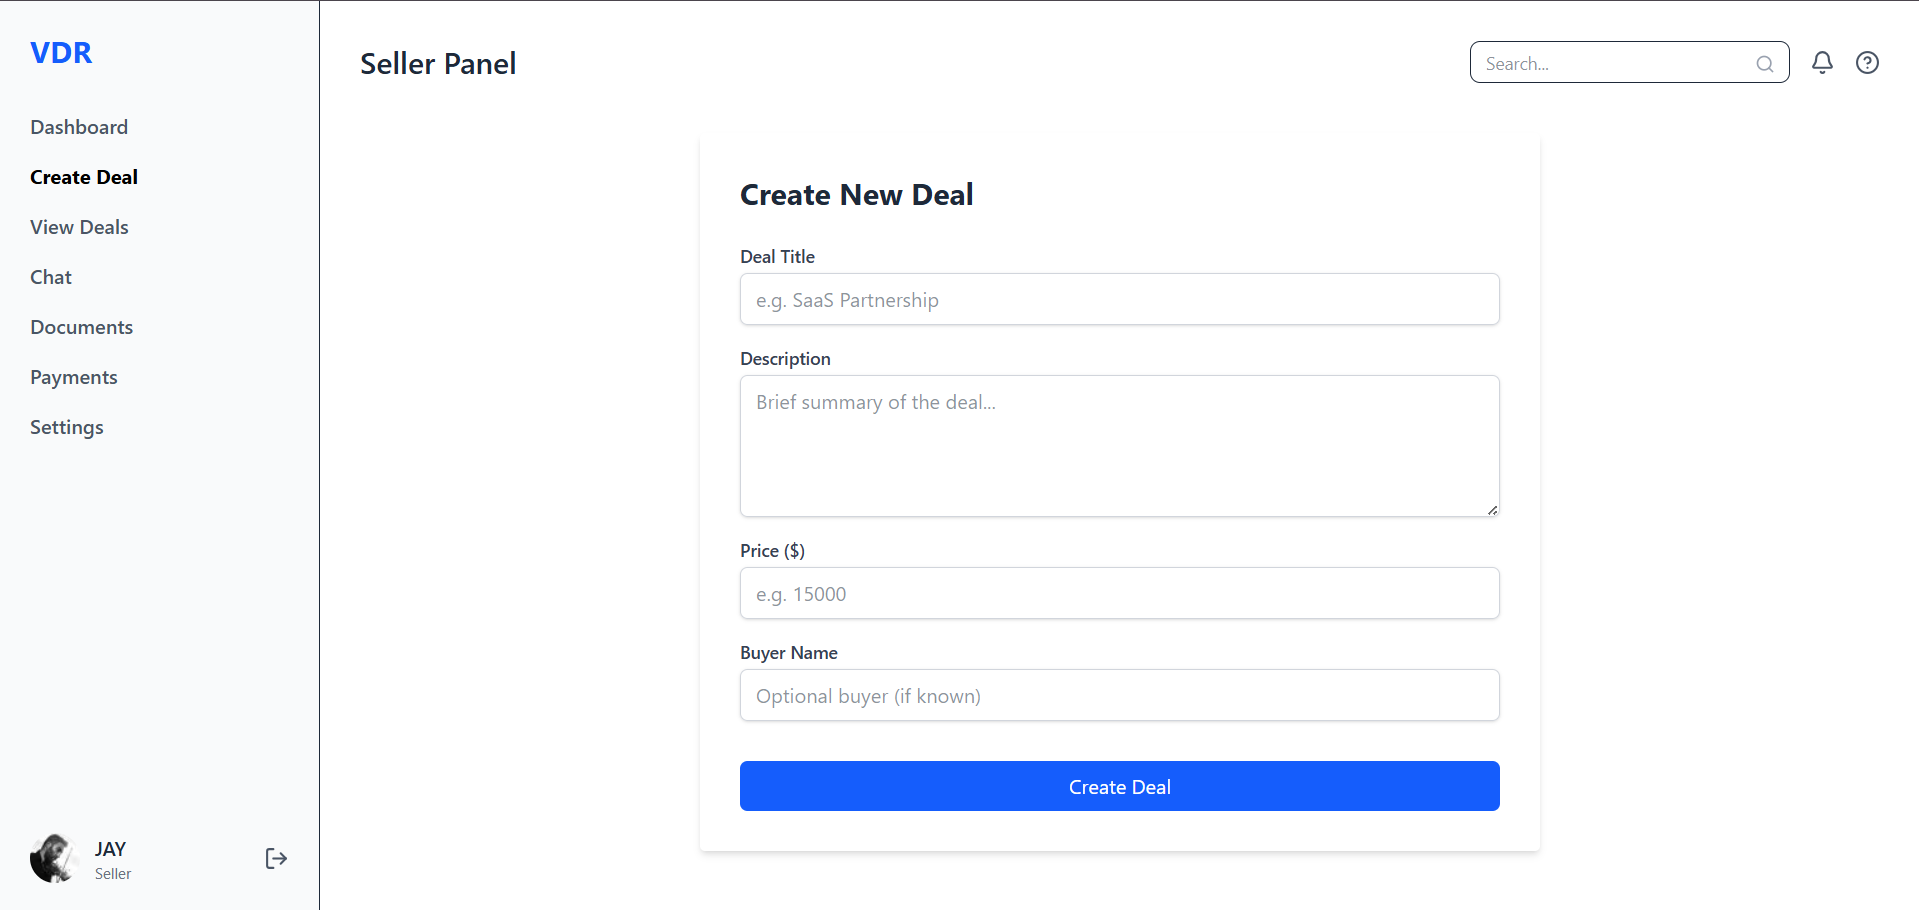 VDR
Dashboard
Create Deal
View Deals
Chat
Documents
Payments
Settings
JAY
Seller
Seller Panel
Search...
Create New Deal
Deal Title
e.g. SaaS Partnership
Description
Brief summary of the deal...
Price ($)
e.g. 15000
Buyer Name
Optional buyer (if known)
Create Deal